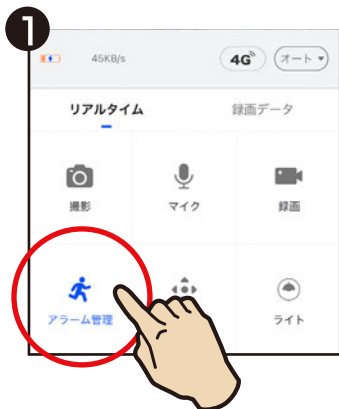 1
45KB/s 4G オート
リアルタイム 録画データ
撮影 マイク 録画
アラーム管理 ライト